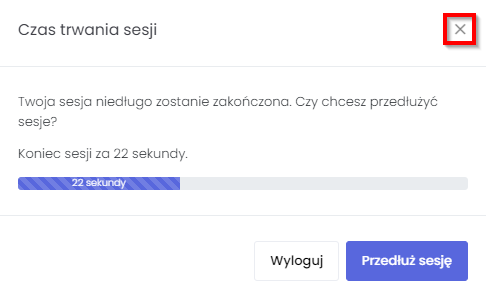 Czas trwania sesji
Twoja sesja niedługo zostanie zakończona. Czy chcesz przedłużyć
sesje?
Koniec sesji za 22 sekundy.
22 sekundy
Wyloguj
Przedłuż sesję